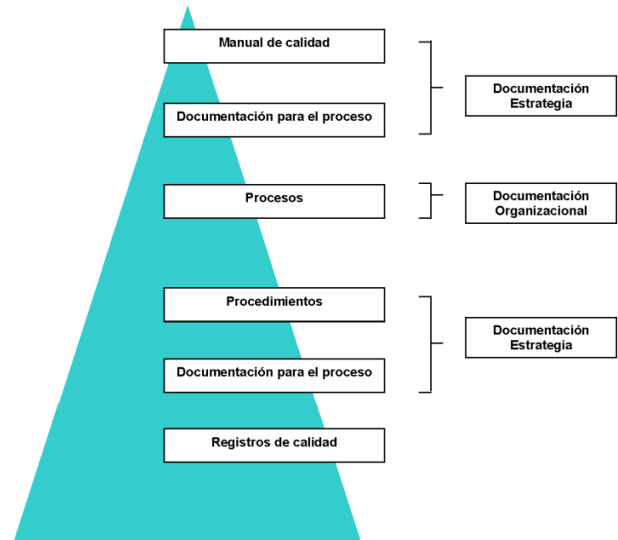 Manual de calidad
Documentación
Estrategia
Documentación para el proceso
Procesos
Documentación
Organizacional
Procedimientos
Documentación
Estrategia
Documentación para el proceso
Registros de calidad